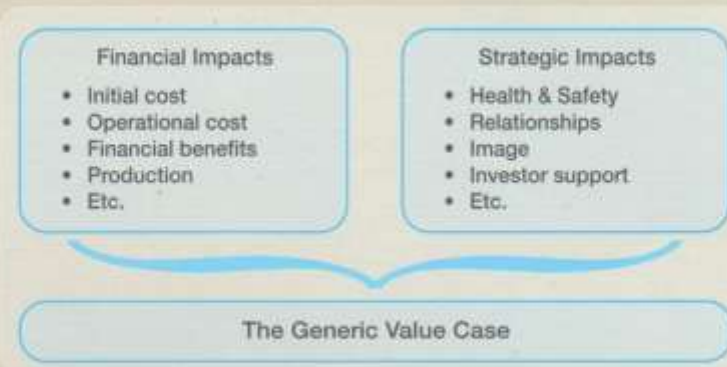 Financial Impacts
• Initial cost
• Operational cost
• Financial benefits
• Production
• Etc.
Strategic Impacts
• Health & Safety
• Relationships
• Image
• Investor support
• Etc.
The Generic Value Case